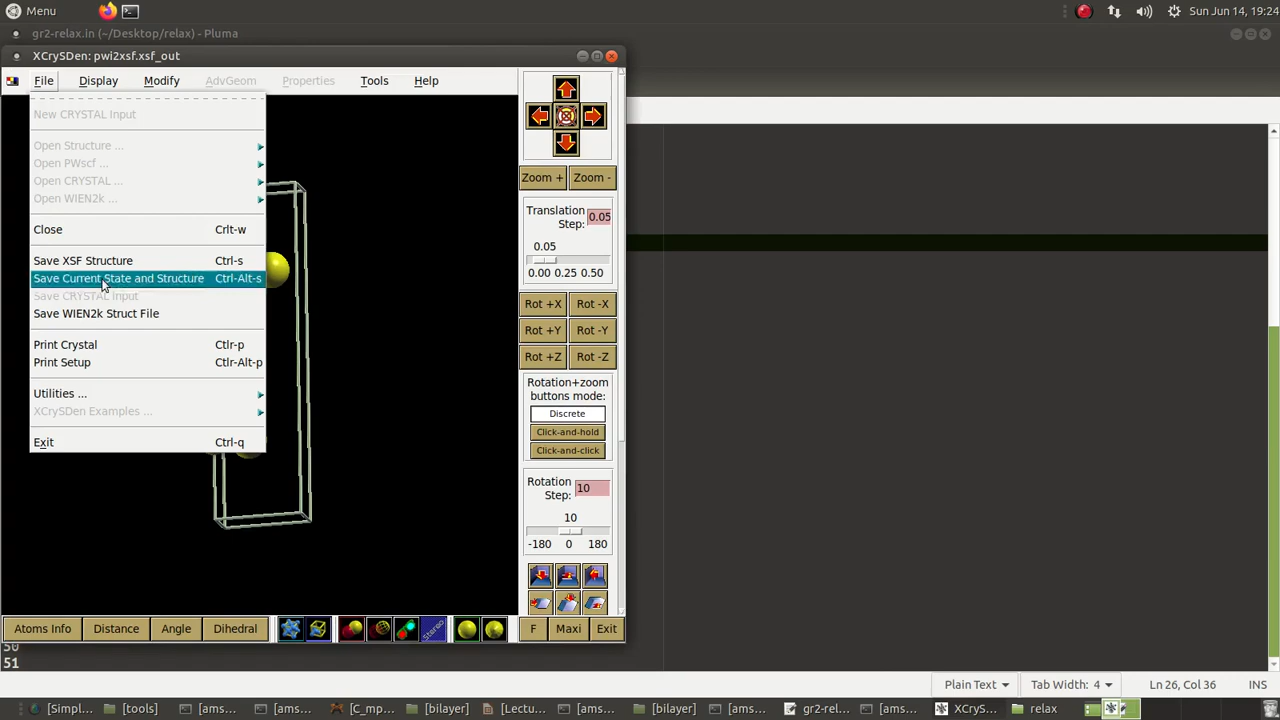 Menu
Sun Jun 14, 19:24
gr2-relax.in (~/Desktop/relax) - Pluma
XCrySDen: pwi2xsf.xsf_out
File Display Modify AdvGeom Properties Tools Help
New CRYSTAL Input
Open Structure ...
Open PWscf ...
Open CRYSTAL ...
Open WIEN2k ...
Close Crlt-w
Save XSF Structure Ctrl-s
Save Current State and Structure Ctrl-Alt-s
Save CRYSTAL Input
Save WIEN2k Struct File
Print Crystal Ctlr-p
Print Setup Ctlr-Alt-p
Utilities ...
XCrySDen Examples ...
Exit Ctrl-q
Zoom + Zoom -
Translation
Step: 0.05
0.05
0.00 0.25 0.50
Rot +X Rot -X
Rot +Y Rot -Y
Rot +Z Rot -Z
Rotation+zoom
buttons mode:
Discrete
Click-and-hold
Click-and-click
Rotation
Step: 10
10
-180 0 180
Atoms Info Distance Angle Dihedral Stereo F Maxi Exit
50
51
Plain Text Tab Width: 4 Ln 26, Col 36 INS
[Simpl... [tools] [ams... [ams... [C_mp... [bilayer] [Lectu... [ams... [bilayer] [ams... gr2-rel... [ams... XCryS... relax